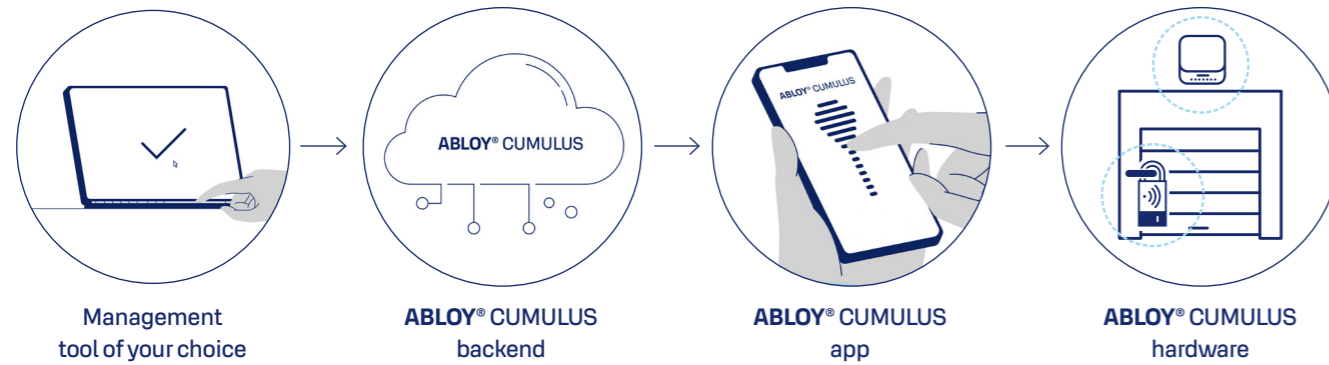 ABLOY® CUMULUS
ABLOY® CUMULUS
Management
tool of your choice
ABLOY® CUMULUS
backend
ABLOY® CUMULUS
app
ABLOY® CUMULUS
hardware